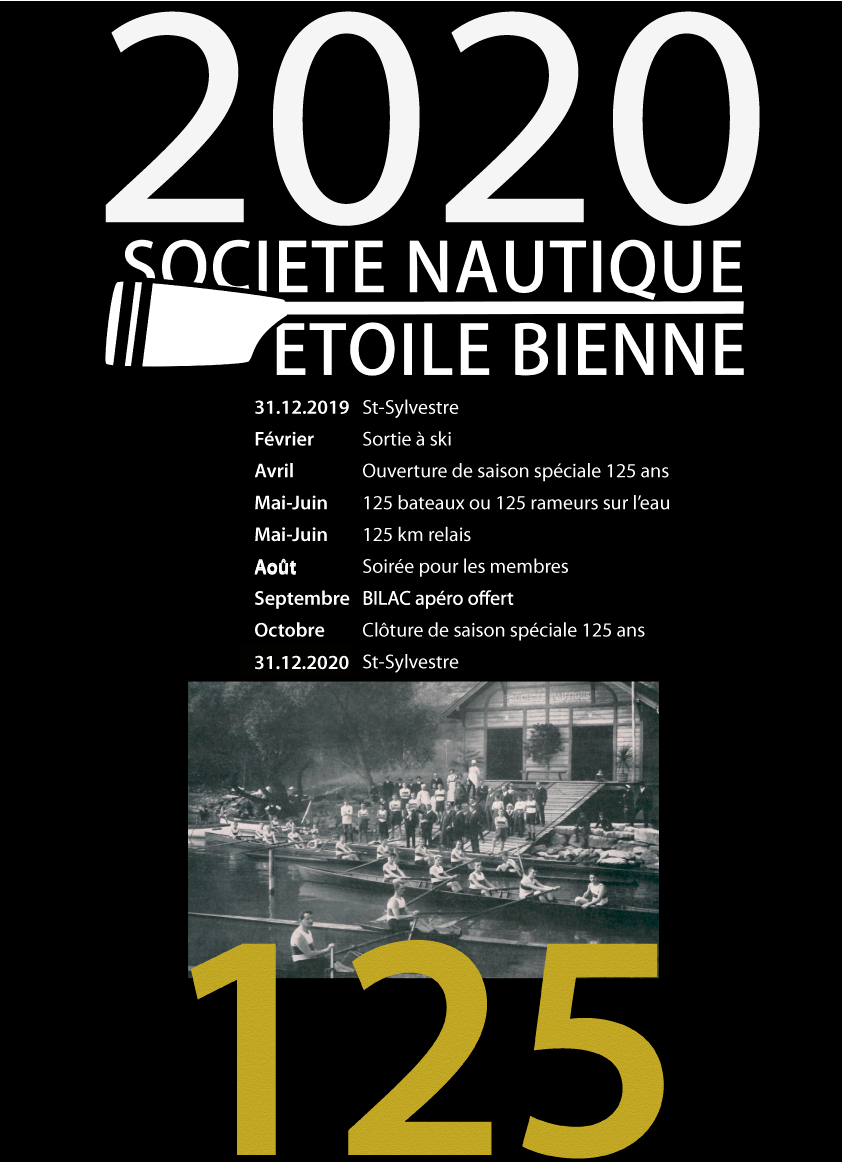 2020
SOCIETE NAUTIQUE
ETOILE BIENNE
31.12.2019 St-Sylvestre
Février Sortie à ski
Avril Ouverture de saison spéciale 125 ans
Mai-Juin 125 bateaux ou 125 rameurs sur l’eau
Mai-Juin 125 km relais
Août Soirée pour les membres
Septembre BILAC apéro offert
Octobre Clôture de saison spéciale 125 ans
31.12.2020 St-Sylvestre
SOCIÉTÉ NAUTIQUE
125